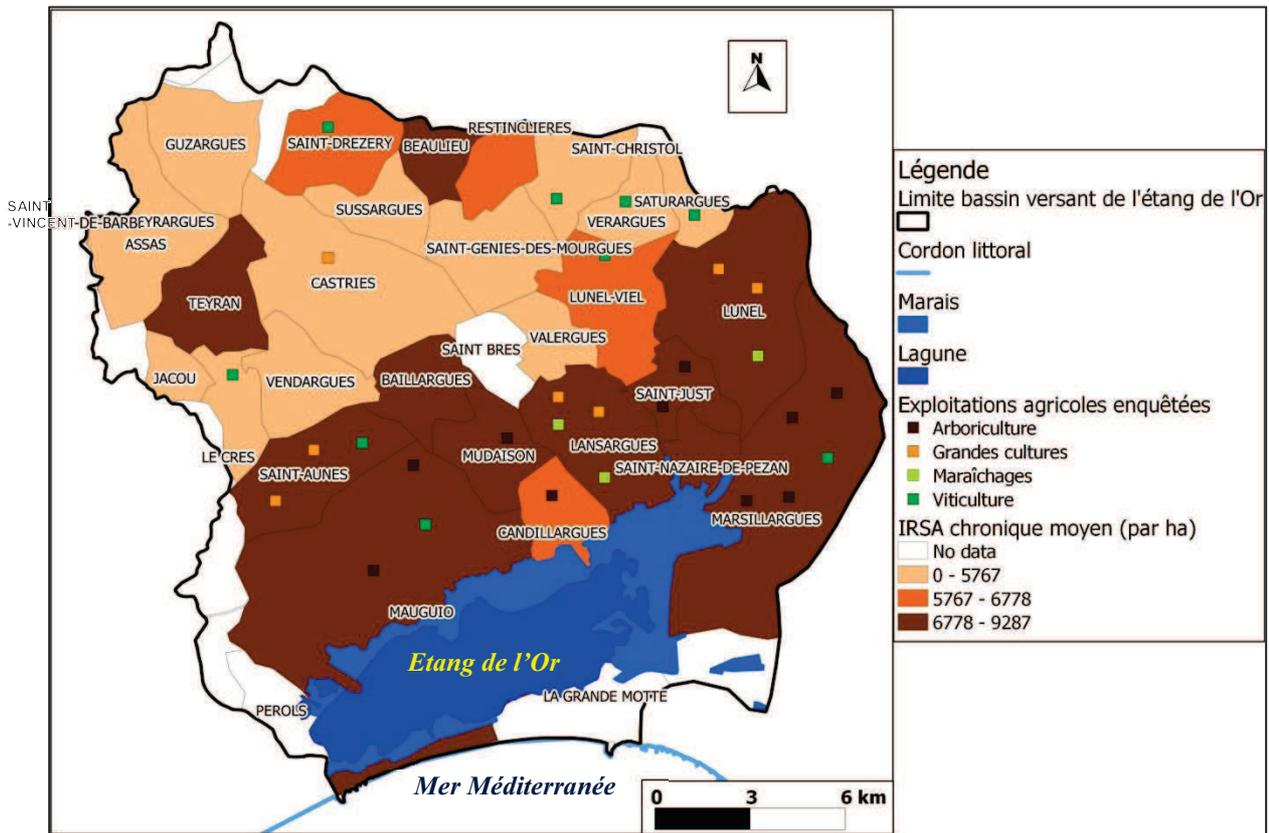 N
RESTINCLIERES
GUZARGUES
SAINT-DREZERY
BEAULIEU
SAINT-CHRISTOL
SAINT
-VINCENT-DE-BARBEYRARGUES
SUSSARGUES
SATURARGUES
VERARGUES
ASSAS
SAINT-GENIES-DES-MOURGUES
CASTRIES
TEYRAN
LUNEL-VIEL
LUNEL
VALERGUES
SAINT BRES
JACOU
VENDARGUES
BAILLARGUES
SAINT-JUST
LE CRES
SAINT-AUNES
MUDAISON
LANSARGUES
SAINT-NAZAIRE-DE-PEZAN
CANDILLARGUES
MARSILLARGUES
MAUGUIO
Etang de l'Or
LA GRANDE MOTTE
PEROLS
Mer Méditerranée
0 3 6 km
Légende
Limite bassin versant de l'étang de l'Or
Cordon littoral
Marais
Lagune
Exploitations agricoles enquêtées
Arboriculture
Grandes cultures
Maraîchages
Viticulture
IRSA chronique moyen (par ha)
No data
0 - 5767
5767 - 6778
6778 - 9287